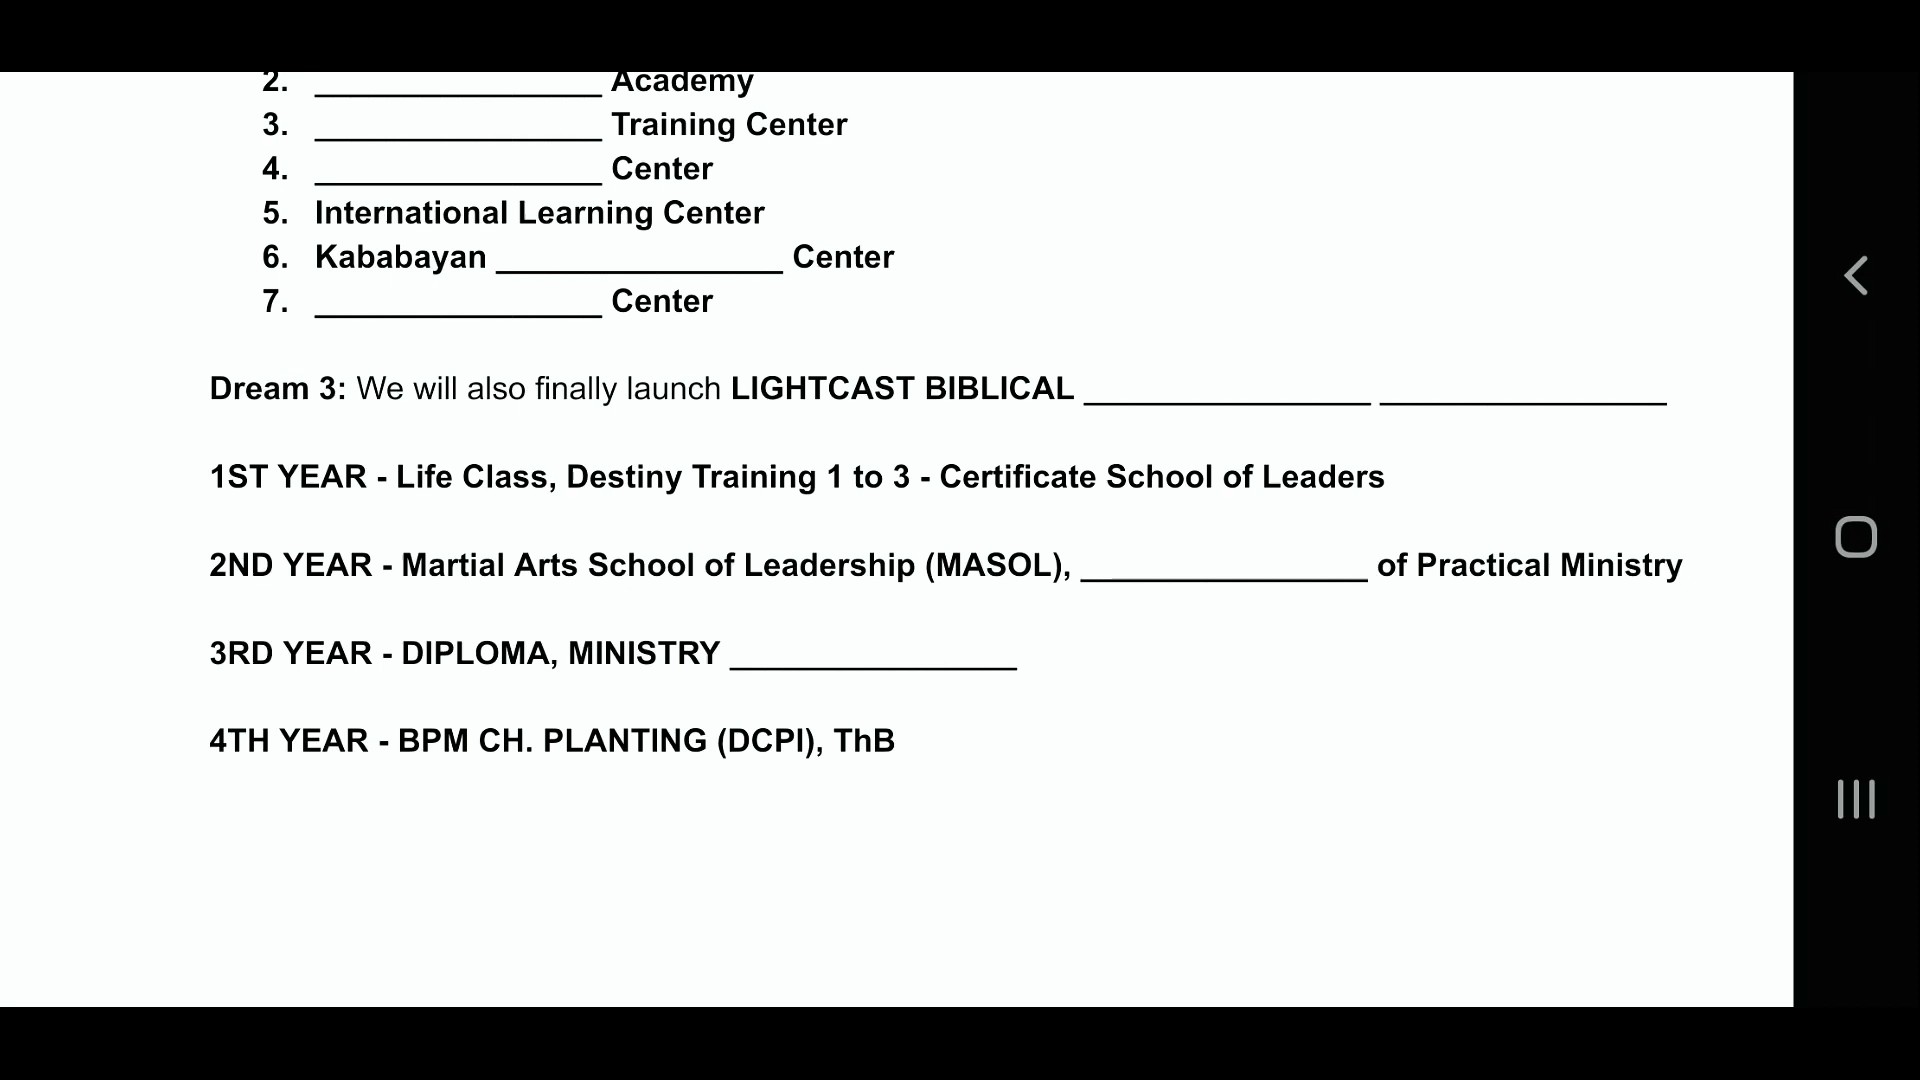 2. ________________ Academy
3. ________________ Training Center
4. ________________ Center
5. International Learning Center
6. Kababayan ________________ Center
7. ________________ Center
Dream 3: We will also finally launch LIGHTCAST BIBLICAL ________________ ________________
1ST YEAR - Life Class, Destiny Training 1 to 3 - Certificate School of Leaders
2ND YEAR - Martial Arts School of Leadership (MASOL), ________________ of Practical Ministry
3RD YEAR - DIPLOMA, MINISTRY ________________
4TH YEAR - BPM CH. PLANTING (DCPI), ThB